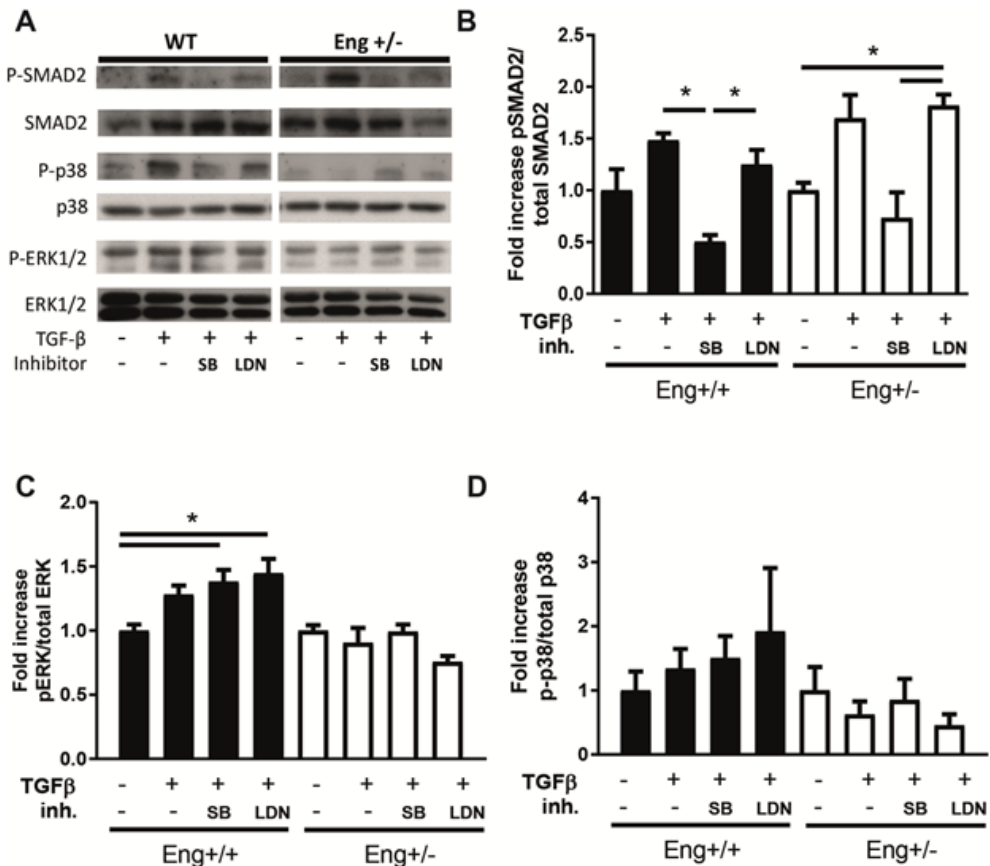 A
WT Eng +/-
P-SMAD2
SMAD2
P-p38
p38
P-ERK1/2
ERK1/2
TGF-β - + + + - + + +
Inhibitor - - SB LDN - - SB LDN
B
Fold increase pSMAD2/
total SMAD2
2.5
2.0
1.5
1.0
0.5
0.0
* * *
TGFβ - + + + - + + +
inh. - - SB LDN - - SB LDN
Eng+/+ Eng+/-
C
Fold increase
pERK/total ERK
2.0
1.5
1.0
0.5
0.0
*
TGFβ - + + + - + + +
inh. - - SB LDN - - SB LDN
Eng+/+ Eng+/-
D
Fold increase
p-p38/total p38
4
3
2
1
0
TGFβ - + + + - + + +
inh. - - SB LDN - - SB LDN
Eng+/+ Eng+/-